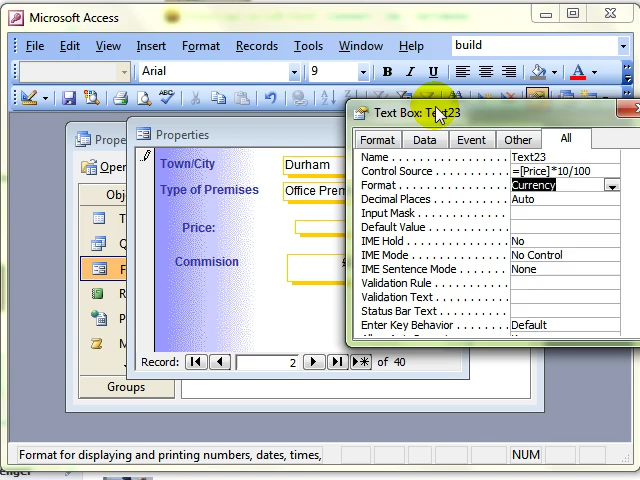 Microsoft Access
File Edit View Insert Format Records Tools Window Help build
Arial 9 B I U A
Text Box: Text23
Format Data Event Other All
Name Text23
Control Source =[Price]*10/100
Format Currency
Decimal Places Auto
Input Mask
Default Value
IME Hold No
IME Mode No Control
IME Sentence Mode None
Validation Rule
Validation Text
Status Bar Text
Enter Key Behavior Default
Properties
Town/City Durham
Type of Premises Office Prem
Price:
Commision
Record: 2 of 40
Open
Obj
Groups
Format for displaying and printing numbers, dates, times, NUM